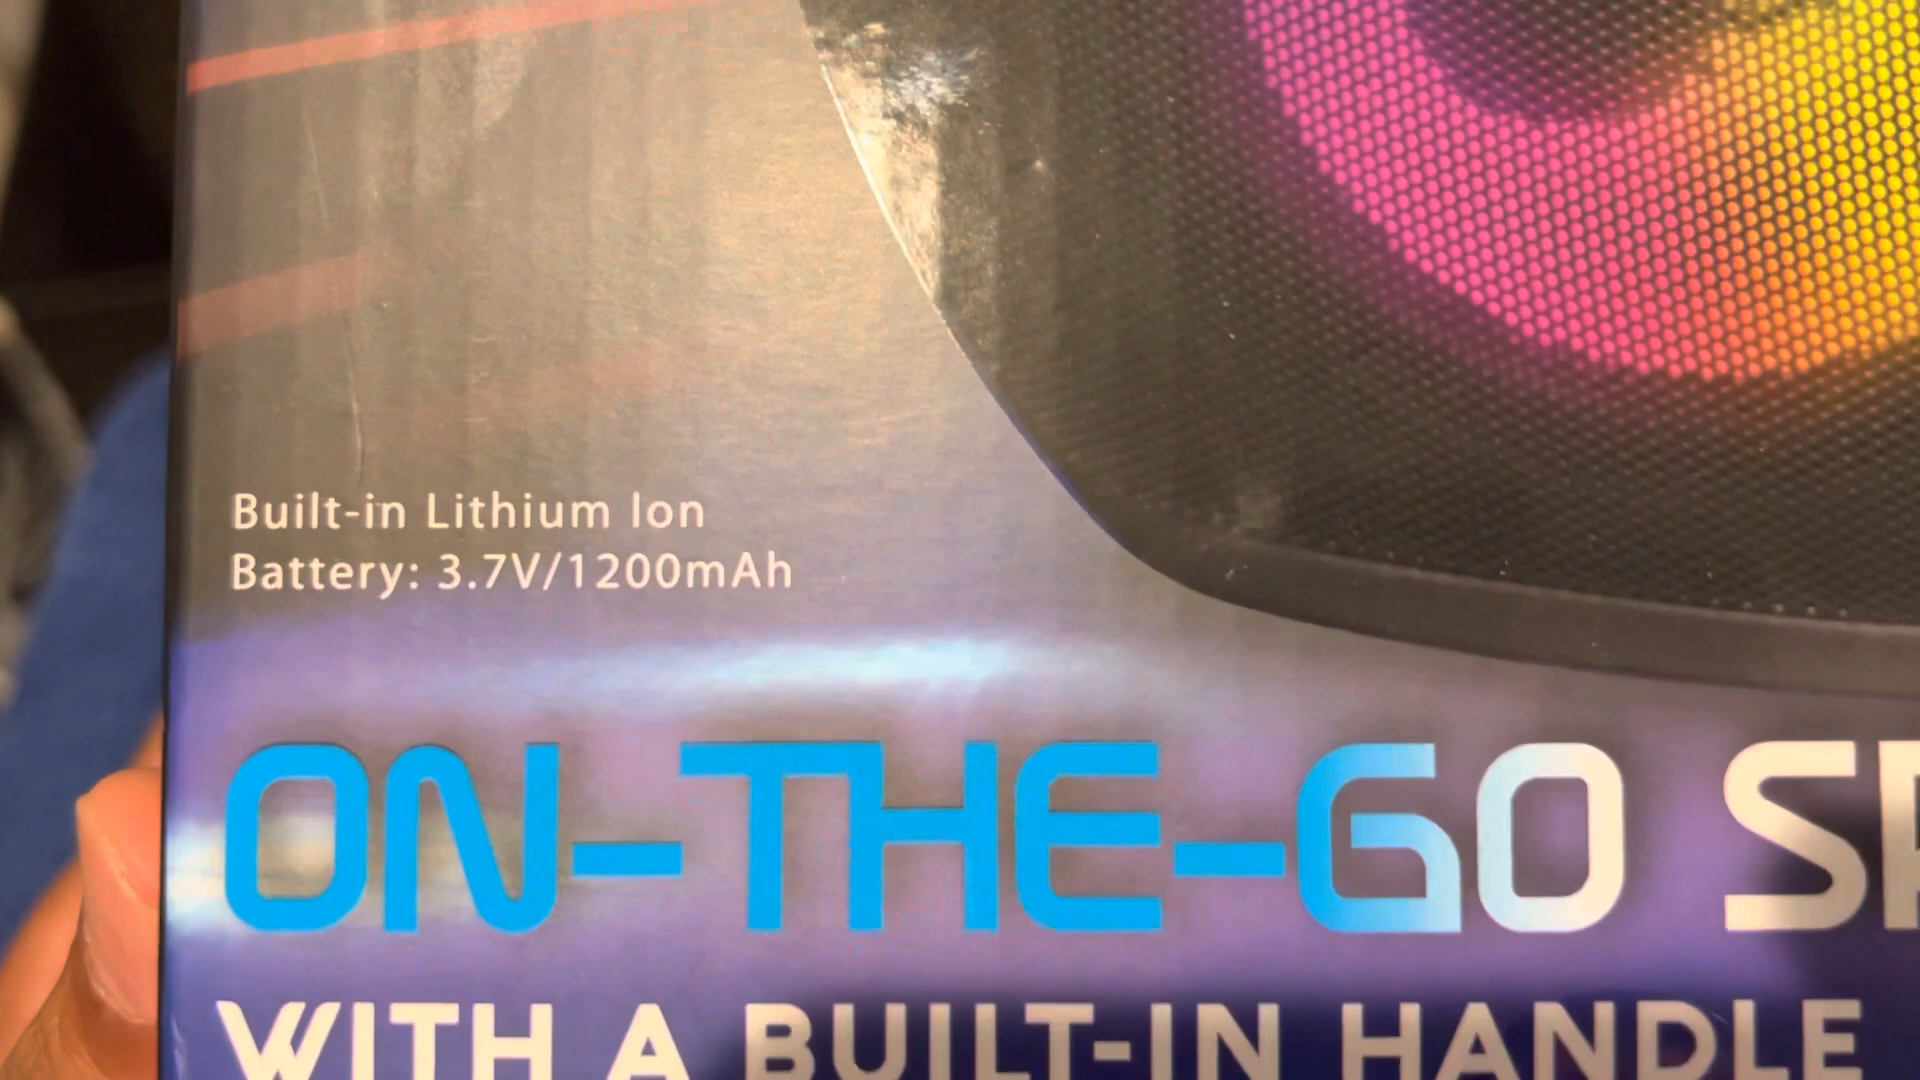 Built-in Lithium Ion
Battery: 3.7V/1200mAh
ON-THE-GO
WITH A BUILT-IN HANDLE